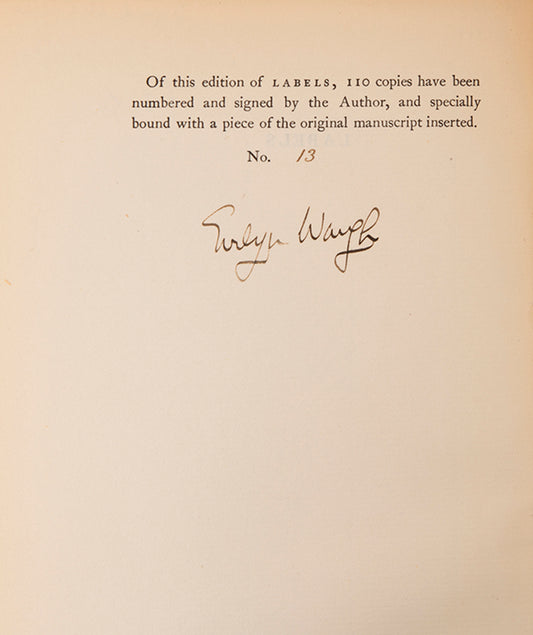 Of this edition of LABELS, 110 copies have been
numbered and signed by the Author, and specially
bound with a piece of the original manuscript inserted.
No. 13
Evelyn Waugh